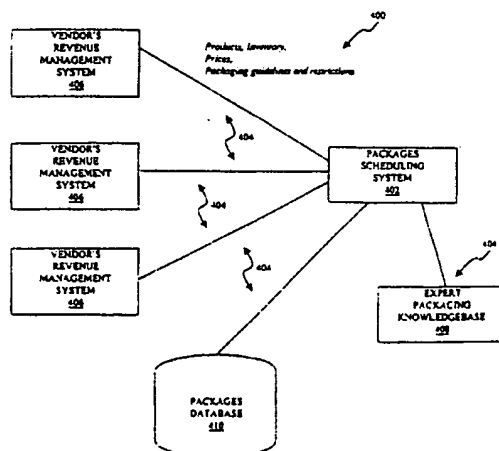 400
VENDOR'S
REVENUE
MANAGEMENT
SYSTEM
406
Products, Inventory,
Prices,
Packaging guidelines and restrictions
404
VENDOR'S
REVENUE
MANAGEMENT
SYSTEM
406
PACKAGES
SCHEDULING
SYSTEM
402
404
VENDOR'S
REVENUE
MANAGEMENT
SYSTEM
406
404
404
EXPERT
PACKAGING
KNOWLEDGEBASE
408
PACKAGES
DATABASE
410